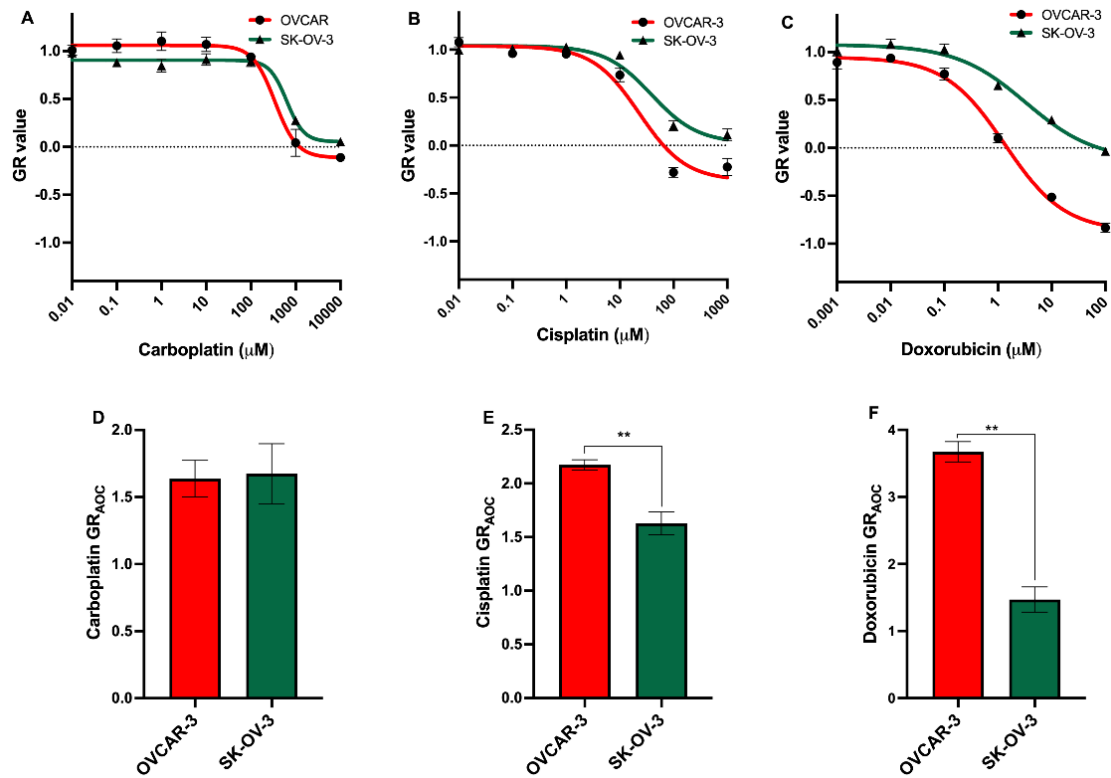 A
OVCAR
SK-OV-3
GR value
1.0
0.5
0.0
-0.5
-1.0
0.01
0.1
1
10
100
1000
10000
Carboplatin (μM)
B
OVCAR-3
SK-OV-3
GR value
1.5
1.0
0.5
0.0
-0.5
-1.0
0.01
0.1
1
10
100
1000
Cisplatin (μM)
C
OVCAR-3
SK-OV-3
GR value
1.0
0.5
0.0
-0.5
-1.0
0.001
0.01
0.1
1
10
100
Doxorubicin (μM)
D
Carboplatin GRAOC
2.0
1.5
1.0
0.5
0.0
OVCAR-3
SK-OV-3
E
Cisplatin GRAOC
2.5
2.0
1.5
1.0
0.5
0.0
**
OVCAR-3
SK-OV-3
F
Doxorubicin GRAOC
4
3
2
1
0
**
OVCAR-3
SK-OV-3